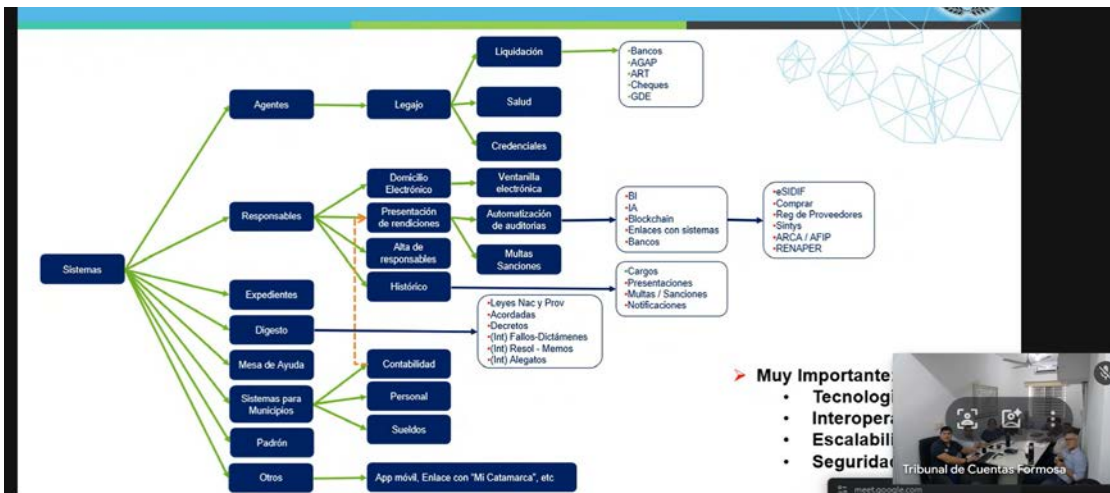 Sistemas
Agentes
Legajo
Liquidación
•Bancos
•AGAP
•ART
•Cheques
•GDE
Salud
Credenciales
Responsables
Domicilio
Electrónico
Ventanilla
electrónica
Presentación
de rendiciones
Automatización
de auditorias
•BI
•IA
•Blockchain
•Enlaces con sistemas
•Bancos
•eSIDIF
•Comprar
•Reg de Proveedores
•Sintys
•ARCA / AFIP
•RENAPER
Multas
Sanciones
Alta de
responsables
Histórico
•Cargos
•Presentaciones
•Multas / Sanciones
•Notificaciones
Expedientes
Digesto
•Leyes Nac y Prov
•Acordadas
•Decretos
•(Int) Fallos-Dictámenes
•(Int) Resol - Memos
•(Int) Alegatos
Mesa de Ayuda
Sistemas para
Municipios
Contabilidad
Personal
Sueldos
Padrón
Otros
App móvil, Enlace con "Mi Catamarca", etc
➢ Muy Importante
• Tecnologi
• Interopera
• Escalabili
• Seguridad
Tribunal de Cuentas Formosa
meet.google.com